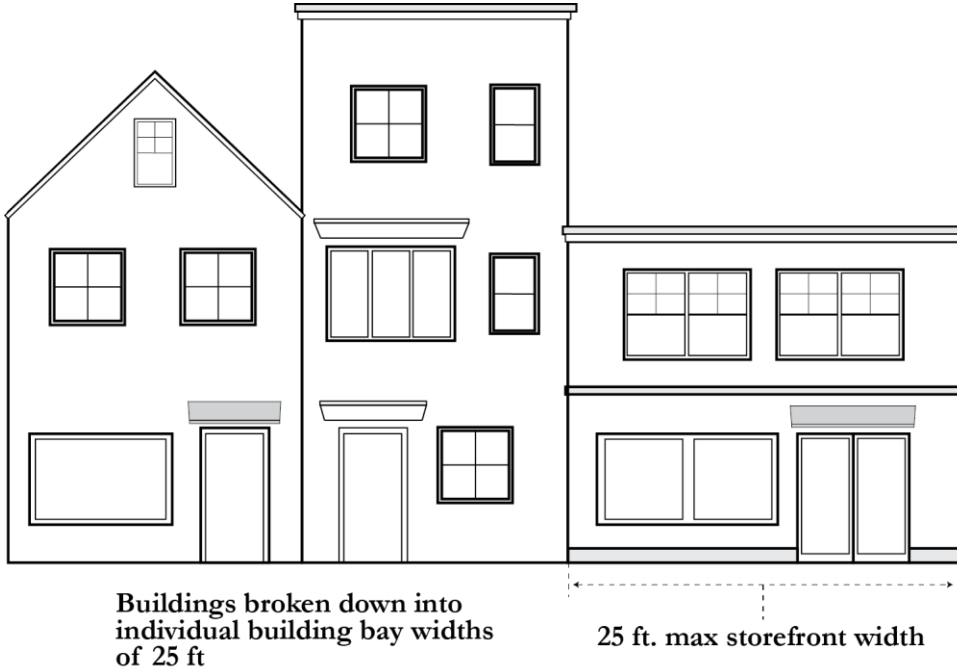 Buildings broken down into
individual building bay widths
of 25 ft
25 ft. max storefront width